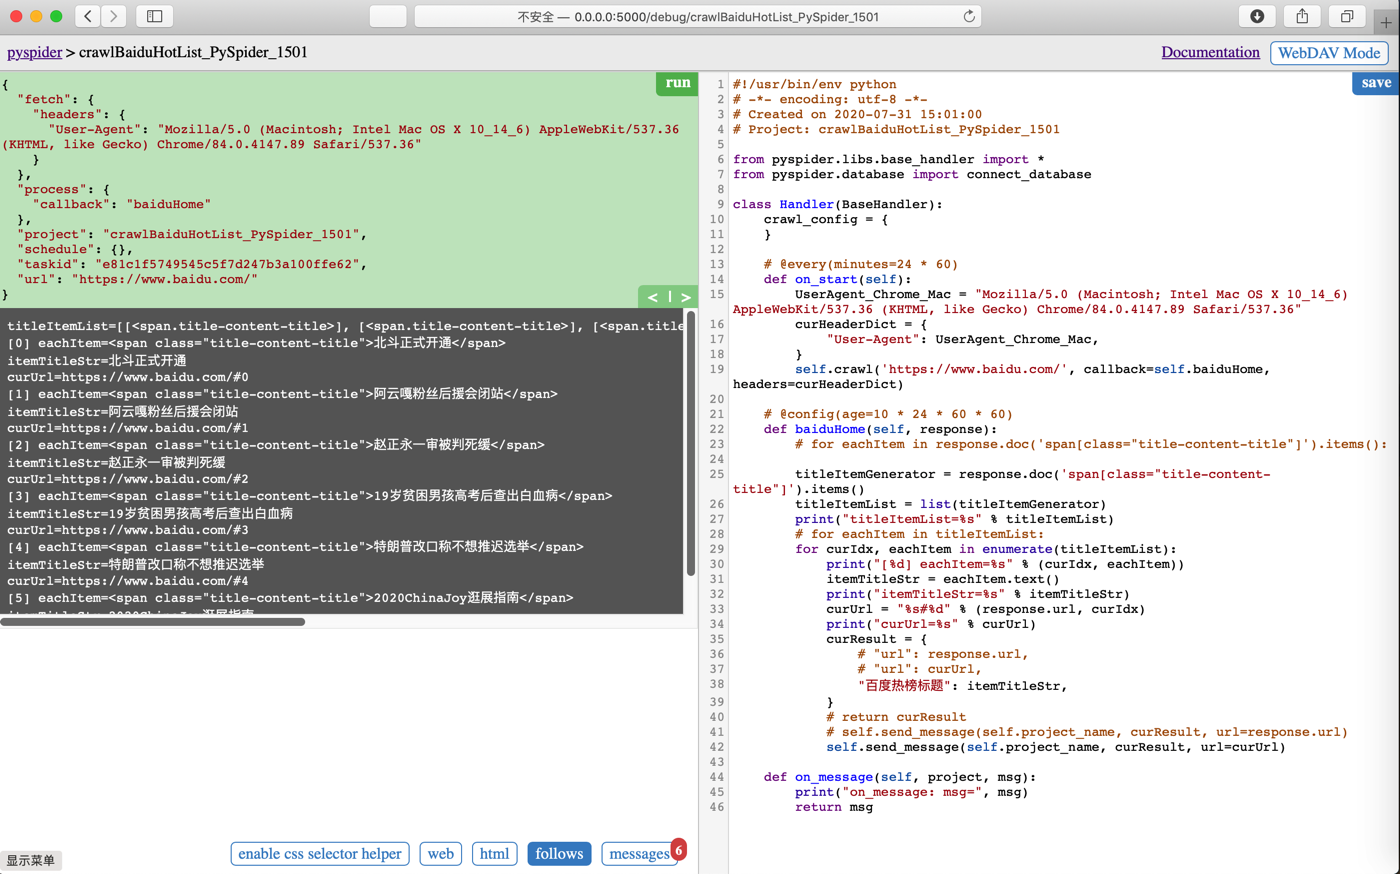 不安全 — 0.0.0.0:5000/debug/crawlBaiduHotList_PySpider_1501
pyspider > crawlBaiduHotList_PySpider_1501
Documentation
WebDAV Mode
run
{
  "fetch": {
    "headers": {
      "User-Agent": "Mozilla/5.0 (Macintosh; Intel Mac OS X 10_14_6) AppleWebKit/537.36
(KHTML, like Gecko) Chrome/84.0.4147.89 Safari/537.36"
    }
  },
  "process": {
    "callback": "baiduHome"
  },
  "project": "crawlBaiduHotList_PySpider_1501",
  "schedule": {},
  "taskid": "e81c1f5749545c5f7d247b3a100ffe62",
  "url": "https://www.baidu.com/"
}
< | >
titleItemList=[[<span.title-content-title>], [<span.title-content-title>], [<span.title
[0] eachItem=<span class="title-content-title">北斗正式开通</span>
itemTitleStr=北斗正式开通
curUrl=https://www.baidu.com/#0
[1] eachItem=<span class="title-content-title">阿云嘎粉丝后援会闭站</span>
itemTitleStr=阿云嘎粉丝后援会闭站
curUrl=https://www.baidu.com/#1
[2] eachItem=<span class="title-content-title">赵正永一审被判死缓</span>
itemTitleStr=赵正永一审被判死缓
curUrl=https://www.baidu.com/#2
[3] eachItem=<span class="title-content-title">19岁贫困男孩高考后查出白血病</span>
itemTitleStr=19岁贫困男孩高考后查出白血病
curUrl=https://www.baidu.com/#3
[4] eachItem=<span class="title-content-title">特朗普改口称不想推迟选举</span>
itemTitleStr=特朗普改口称不想推迟选举
curUrl=https://www.baidu.com/#4
[5] eachItem=<span class="title-content-title">2020ChinaJoy逛展指南</span>
itemTitleStr=2020ChinaJoy逛展指南
显示菜单
enable css selector helper
web
html
follows
messages
6
save
1 #!/usr/bin/env python
2 # -*- encoding: utf-8 -*-
3 # Created on 2020-07-31 15:01:00
4 # Project: crawlBaiduHotList_PySpider_1501
5
6 from pyspider.libs.base_handler import *
7 from pyspider.database import connect_database
8
9 class Handler(BaseHandler):
10     crawl_config = {
11     }
12
13     # @every(minutes=24 * 60)
14     def on_start(self):
15         UserAgent_Chrome_Mac = "Mozilla/5.0 (Macintosh; Intel Mac OS X 10_14_6)
AppleWebKit/537.36 (KHTML, like Gecko) Chrome/84.0.4147.89 Safari/537.36"
16         curHeaderDict = {
17             "User-Agent": UserAgent_Chrome_Mac,
18         }
19         self.crawl('https://www.baidu.com/', callback=self.baiduHome,
headers=curHeaderDict)
20
21     # @config(age=10 * 24 * 60 * 60)
22     def baiduHome(self, response):
23         # for eachItem in response.doc('span[class="title-content-title"]').items():
24
25         titleItemGenerator = response.doc('span[class="title-content-
title"]').items()
26         titleItemList = list(titleItemGenerator)
27         print("titleItemList=%s" % titleItemList)
28         # for eachItem in titleItemList:
29         for curIdx, eachItem in enumerate(titleItemList):
30             print("[%d] eachItem=%s" % (curIdx, eachItem))
31             itemTitleStr = eachItem.text()
32             print("itemTitleStr=%s" % itemTitleStr)
33             curUrl = "%s#%d" % (response.url, curIdx)
34             print("curUrl=%s" % curUrl)
35             curResult = {
36                 # "url": response.url,
37                 # "url": curUrl,
38                 "百度热榜标题": itemTitleStr,
39             }
40             # return curResult
41             # self.send_message(self.project_name, curResult, url=response.url)
42             self.send_message(self.project_name, curResult, url=curUrl)
43
44     def on_message(self, project, msg):
45         print("on_message: msg=", msg)
46         return msg